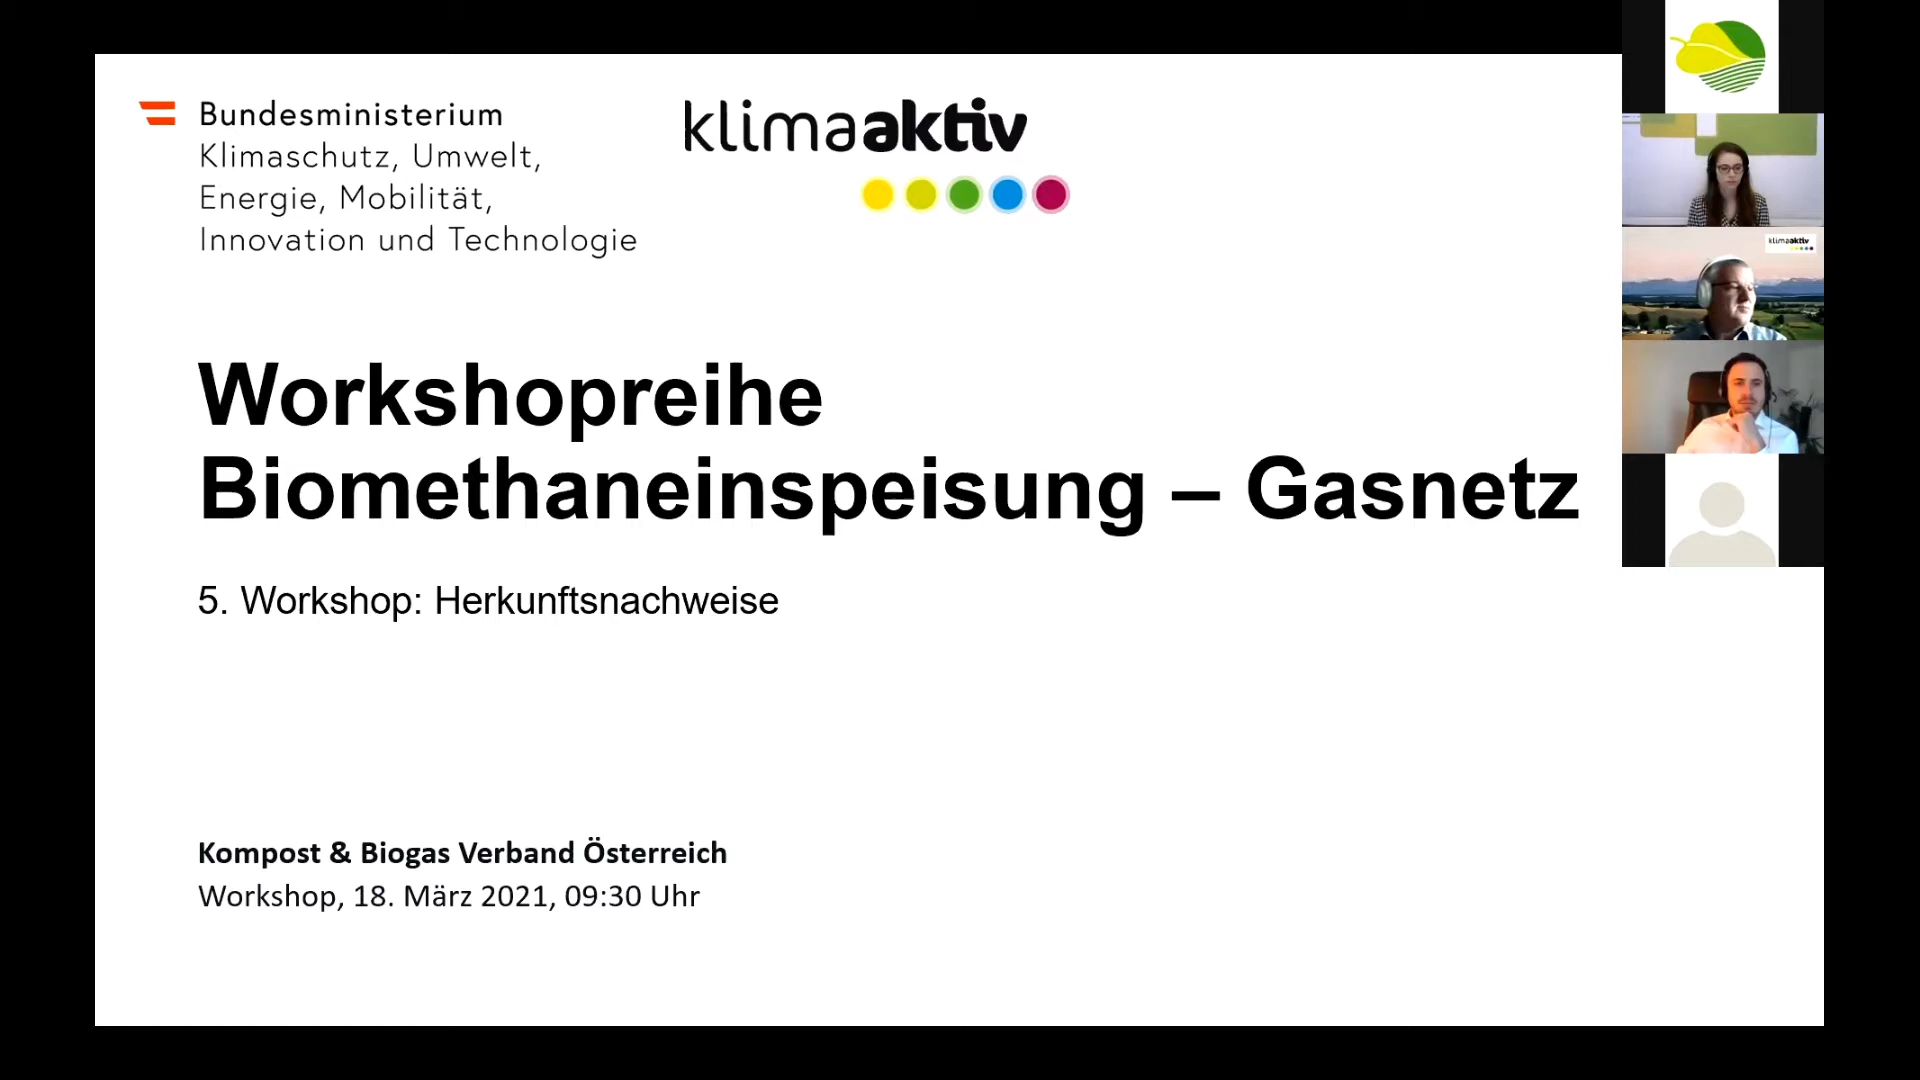 Bundesministerium
Klimaschutz, Umwelt,
Energie, Mobilität,
Innovation und Technologie
klimaaktiv
klimaaktiv
Workshopreihe
Biomethaneinspeisung – Gasnetz
5. Workshop: Herkunftsnachweise
Kompost & Biogas Verband Österreich
Workshop, 18. März 2021, 09:30 Uhr